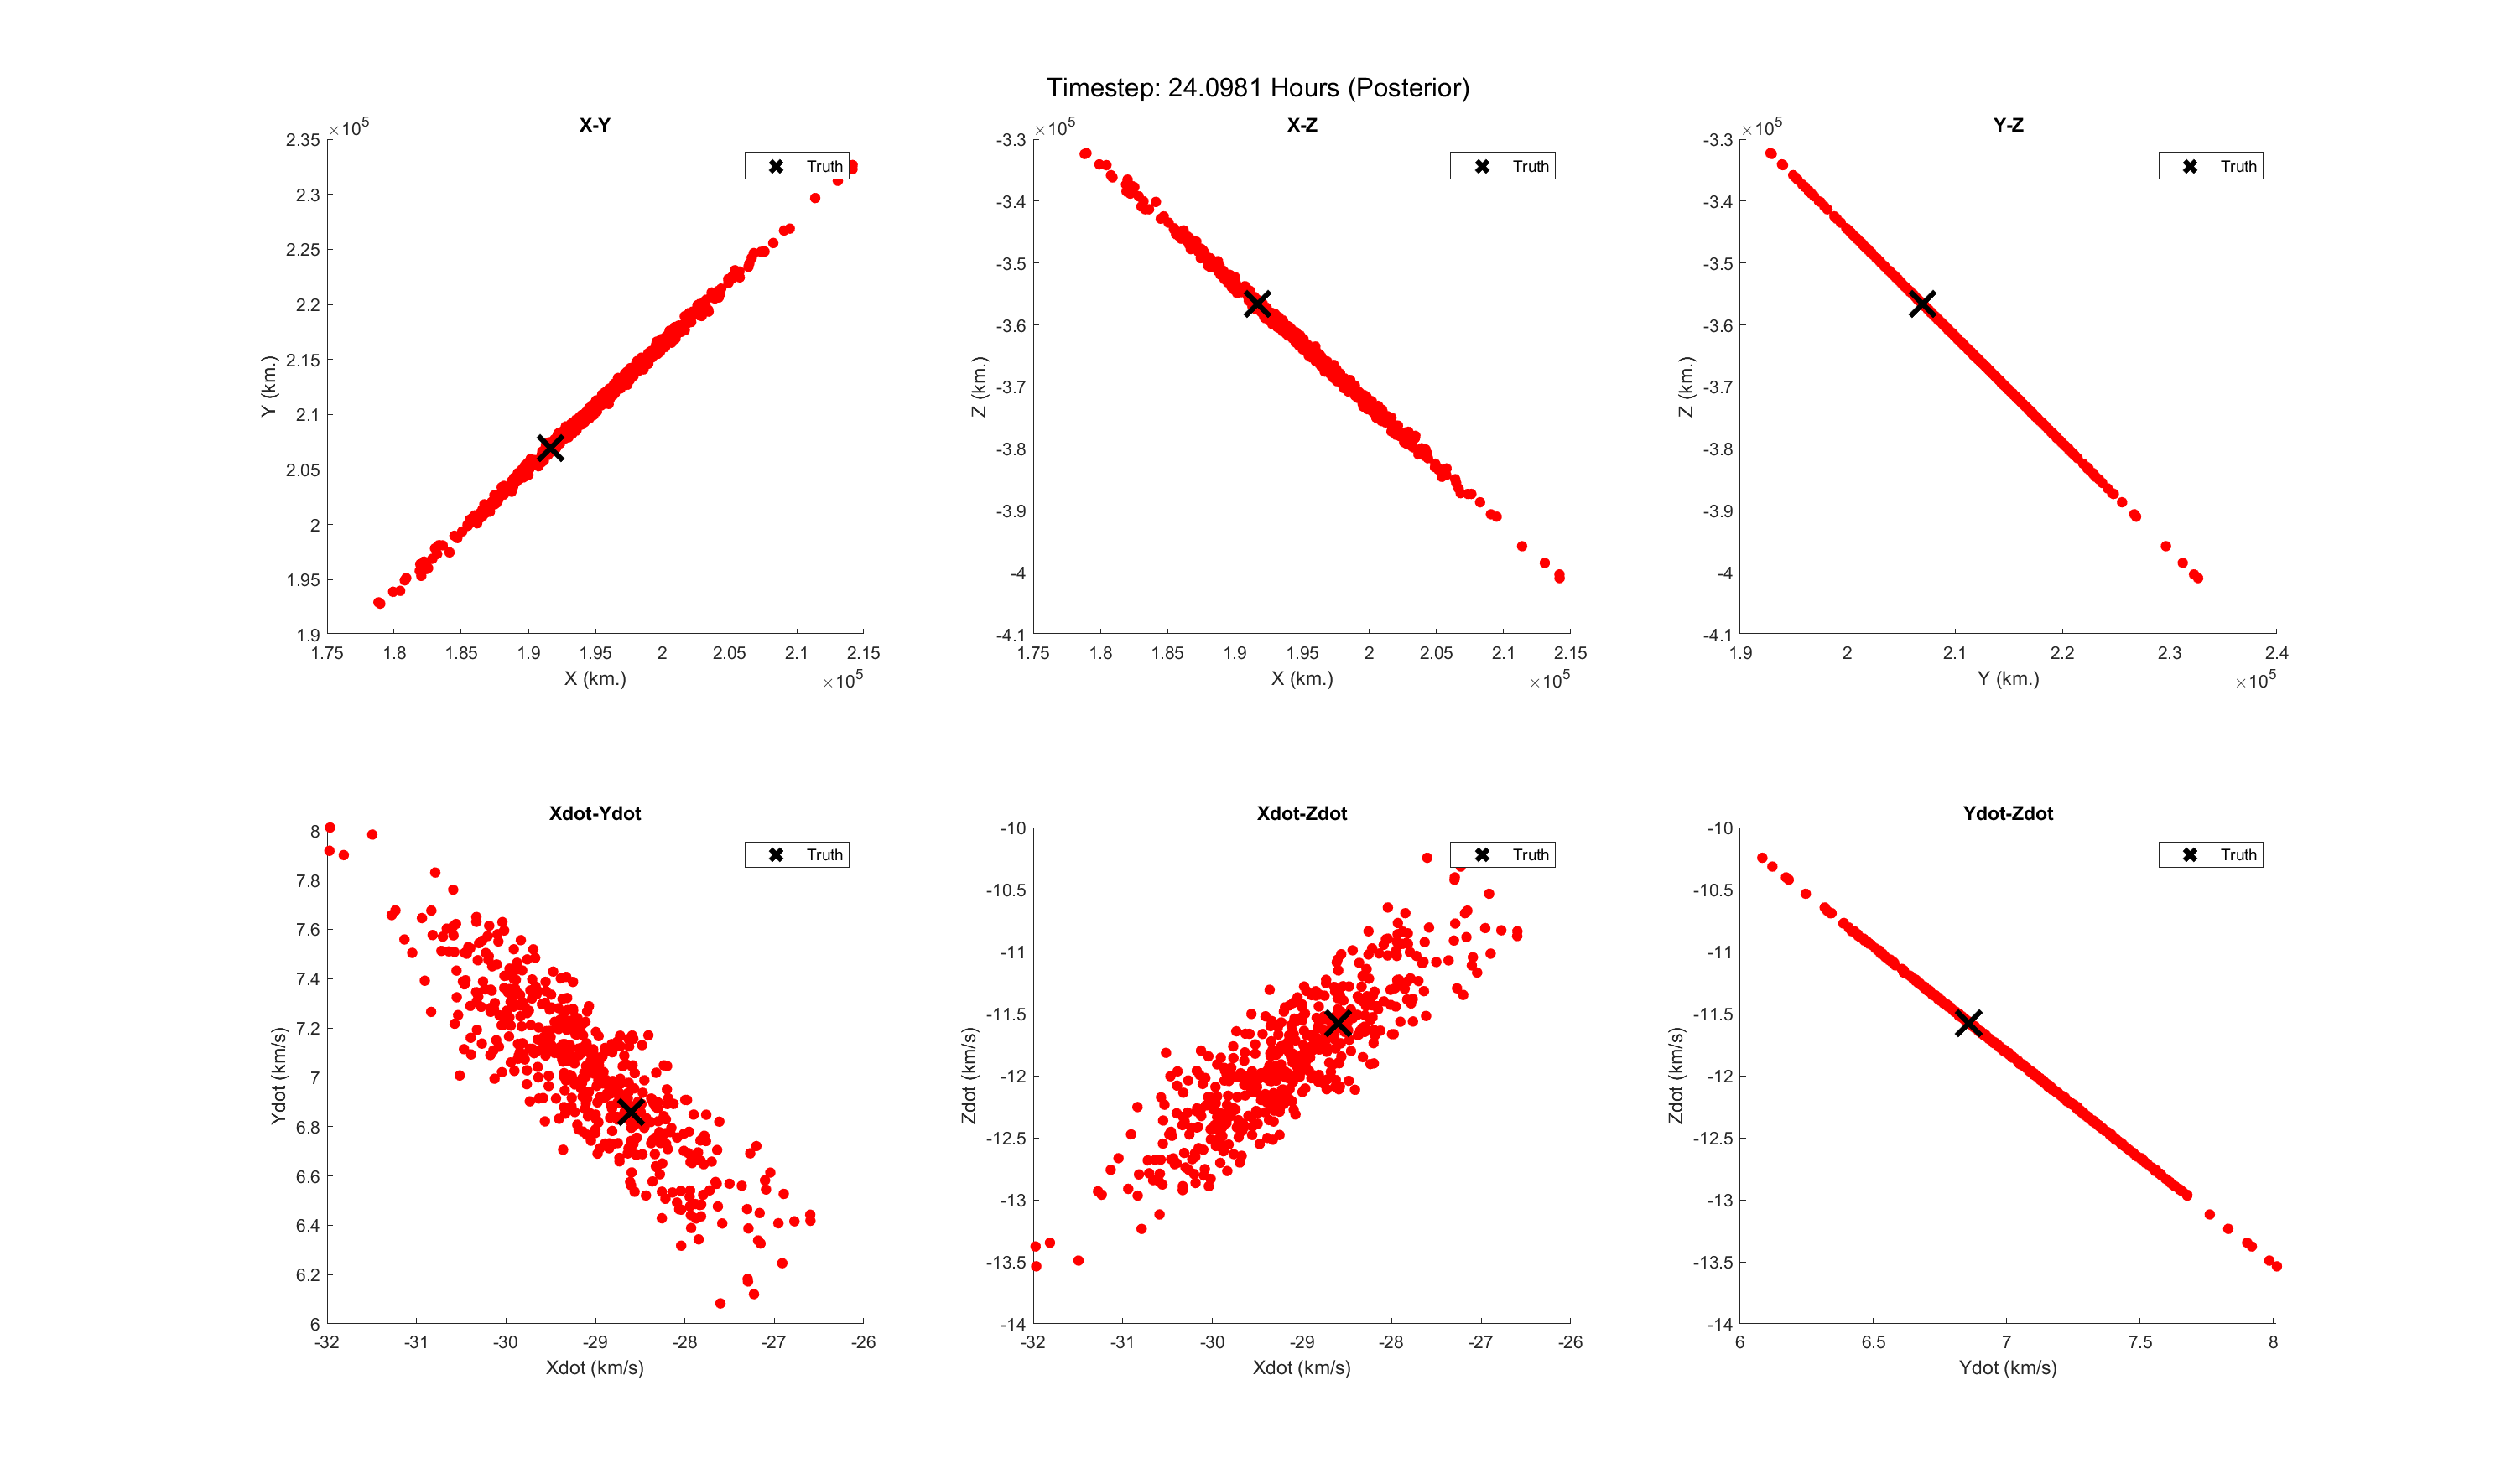 Timestep: 24.0981 Hours (Posterior)
X-Y
×10^5
Truth
2.35
2.3
2.25
2.2
2.15
2.1
2.05
2
1.95
1.9
Y (km.)
1.75 1.8 1.85 1.9 1.95 2 2.05 2.1 2.15
X (km.)
×10^5
X-Z
×10^5
Truth
-3.3
-3.4
-3.5
-3.6
-3.7
-3.8
-3.9
-4
-4.1
Z (km.)
1.75 1.8 1.85 1.9 1.95 2 2.05 2.1 2.15
X (km.)
×10^5
Y-Z
×10^5
Truth
-3.3
-3.4
-3.5
-3.6
-3.7
-3.8
-3.9
-4
-4.1
Z (km.)
1.9 2 2.1 2.2 2.3 2.4
Y (km.)
×10^5
Xdot-Ydot
Truth
8
7.8
7.6
7.4
7.2
7
6.8
6.6
6.4
6.2
6
Ydot (km/s)
-32 -31 -30 -29 -28 -27 -26
Xdot (km/s)
Xdot-Zdot
Truth
-10
-10.5
-11
-11.5
-12
-12.5
-13
-13.5
-14
Zdot (km/s)
-32 -31 -30 -29 -28 -27 -26
Xdot (km/s)
Ydot-Zdot
Truth
-10
-10.5
-11
-11.5
-12
-12.5
-13
-13.5
-14
Zdot (km/s)
6 6.5 7 7.5 8
Ydot (km/s)